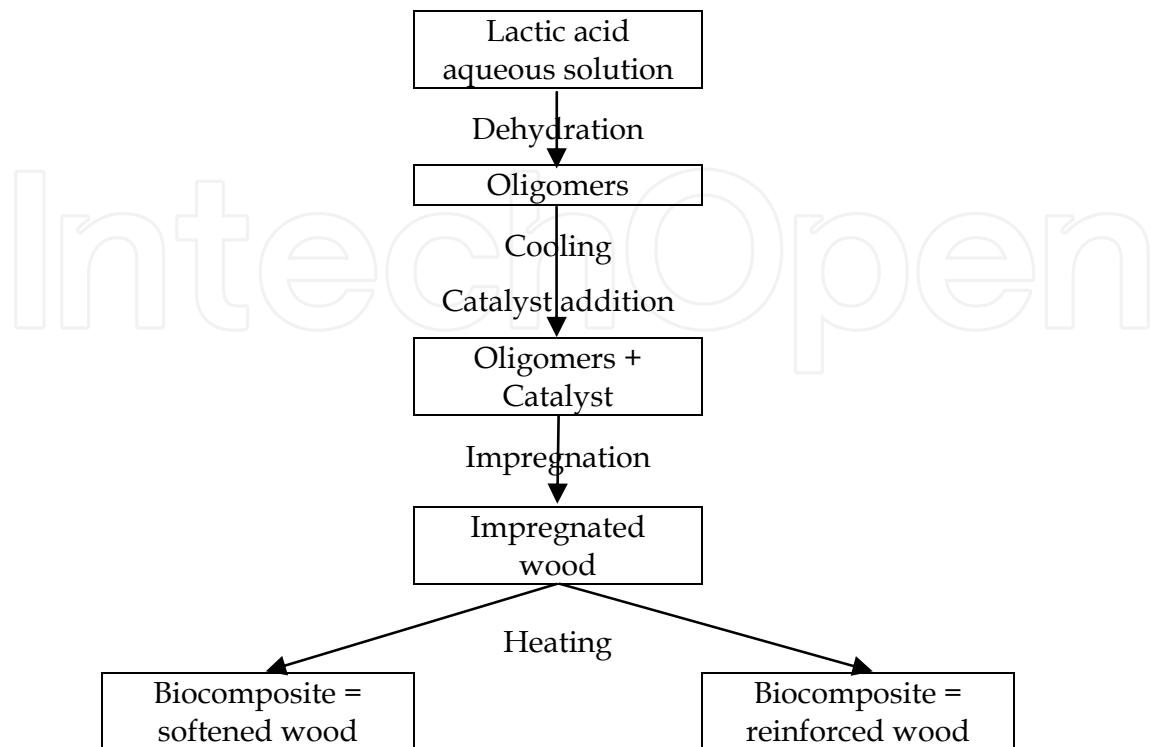 Lactic acid
aqueous solution
Dehydration
Oligomers
Cooling
Catalyst addition
IntechOpen
Oligomers +
Catalyst
Impregnation
Impregnated
wood
Heating
Biocomposite =
softened wood
Biocomposite =
reinforced wood